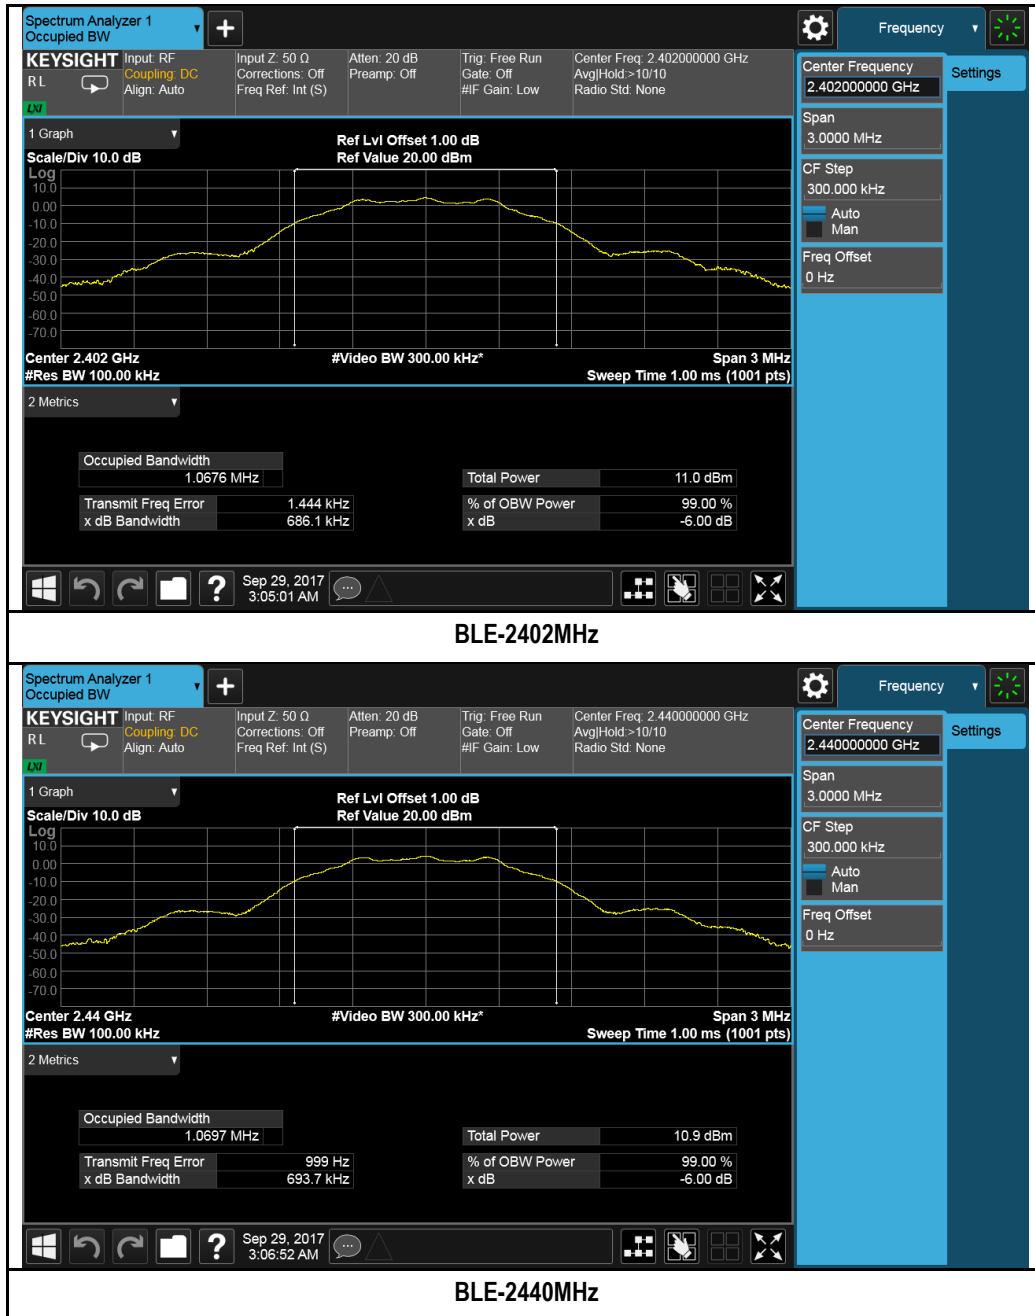 Spectrum Analyzer 1
Occupied BW
Frequency
KEYSIGHT
RL
LXI
Input: RF
Coupling: DC
Align: Auto
Input Z: 50 Ω
Corrections: Off
Freq Ref: Int (S)
Atten: 20 dB
Preamp: Off
Trig: Free Run
Gate: Off
#IF Gain: Low
Center Freq: 2.402000000 GHz
Avg|Hold:>10/10
Radio Std: None
Center Frequency
2.402000000 GHz
Settings
Span
3.0000 MHz
CF Step
300.000 kHz
Auto
Man
Freq Offset
0 Hz
1 Graph
Scale/Div 10.0 dB
Ref Lvl Offset 1.00 dB
Ref Value 20.00 dBm
Log
10.0
0.00
-10.0
-20.0
-30.0
-40.0
-50.0
-60.0
-70.0
Center 2.402 GHz
#Video BW 300.00 kHz*
Span 3 MHz
#Res BW 100.00 kHz
Sweep Time 1.00 ms (1001 pts)
2 Metrics
Occupied Bandwidth
1.0676 MHz
Total Power 11.0 dBm
Transmit Freq Error 1.444 kHz
% of OBW Power 99.00 %
x dB Bandwidth 686.1 kHz
x dB -6.00 dB
?
Sep 29, 2017
3:05:01 AM
BLE-2402MHz
Spectrum Analyzer 1
Occupied BW
Frequency
KEYSIGHT
RL
LXI
Input: RF
Coupling: DC
Align: Auto
Input Z: 50 Ω
Corrections: Off
Freq Ref: Int (S)
Atten: 20 dB
Preamp: Off
Trig: Free Run
Gate: Off
#IF Gain: Low
Center Freq: 2.440000000 GHz
Avg|Hold:>10/10
Radio Std: None
Center Frequency
2.440000000 GHz
Settings
Span
3.0000 MHz
CF Step
300.000 kHz
Auto
Man
Freq Offset
0 Hz
1 Graph
Scale/Div 10.0 dB
Ref Lvl Offset 1.00 dB
Ref Value 20.00 dBm
Log
10.0
0.00
-10.0
-20.0
-30.0
-40.0
-50.0
-60.0
-70.0
Center 2.44 GHz
#Video BW 300.00 kHz*
Span 3 MHz
#Res BW 100.00 kHz
Sweep Time 1.00 ms (1001 pts)
2 Metrics
Occupied Bandwidth
1.0697 MHz
Total Power 10.9 dBm
Transmit Freq Error 999 Hz
% of OBW Power 99.00 %
x dB Bandwidth 693.7 kHz
x dB -6.00 dB
?
Sep 29, 2017
3:06:52 AM
BLE-2440MHz